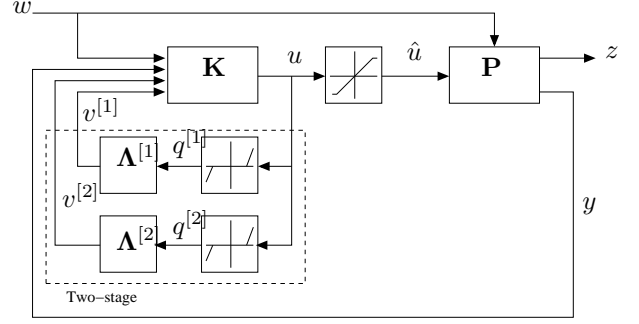 w
K
u
û
P
z
v^{[1]}
Λ^{[1]}
q^{[1]}
v^{[2]}
Λ^{[2]}
q^{[2]}
y
Two-stage